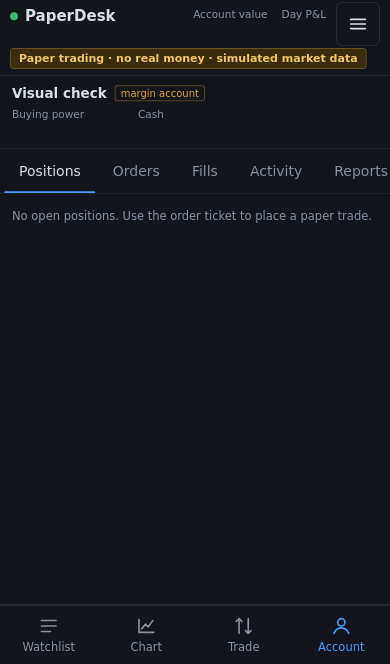 PaperDesk
Account value Day P&L
Paper trading · no real money · simulated market data
Visual check margin account
Buying power Cash
Positions Orders Fills Activity Reports
No open positions. Use the order ticket to place a paper trade.
Watchlist Chart Trade Account